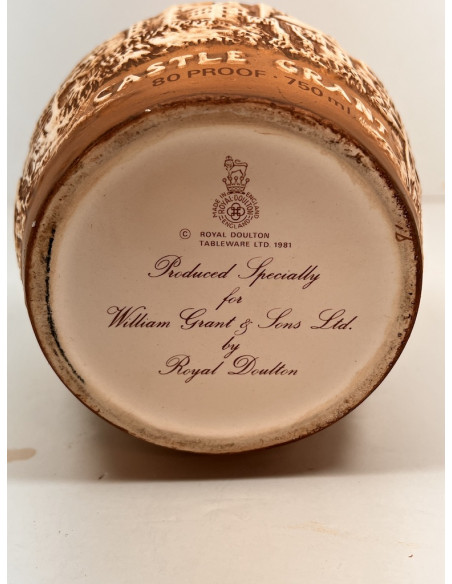 CASTLE GRANT
80 PROOF · 750 ml
MADE IN ENGLAND
ROYAL DOULTON
ENGLAND
© ROYAL DOULTON
TABLEWARE LTD 1981
Produced Specially
for
William Grant & Sons Ltd.
by
Royal Doulton